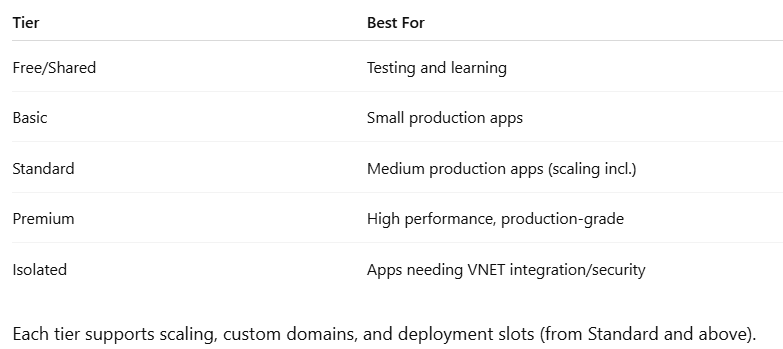 Tier Best For
Free/Shared Testing and learning
Basic Small production apps
Standard Medium production apps (scaling incl.)
Premium High performance, production-grade
Isolated Apps needing VNET integration/security
Each tier supports scaling, custom domains, and deployment slots (from Standard and above).